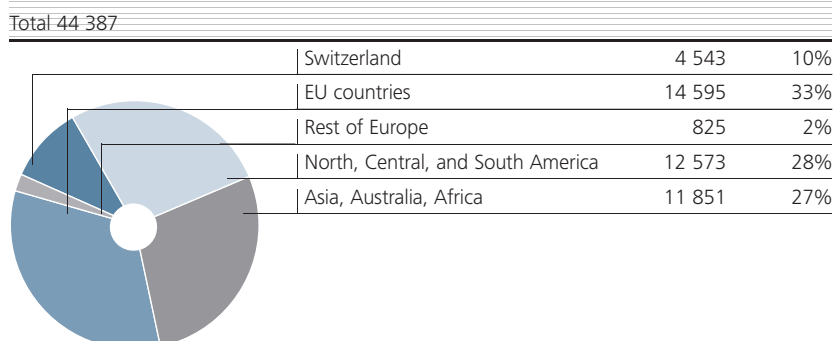 Total 44 387
Switzerland 4 543 10%
EU countries 14 595 33%
Rest of Europe 825 2%
North, Central, and South America 12 573 28%
Asia, Australia, Africa 11 851 27%